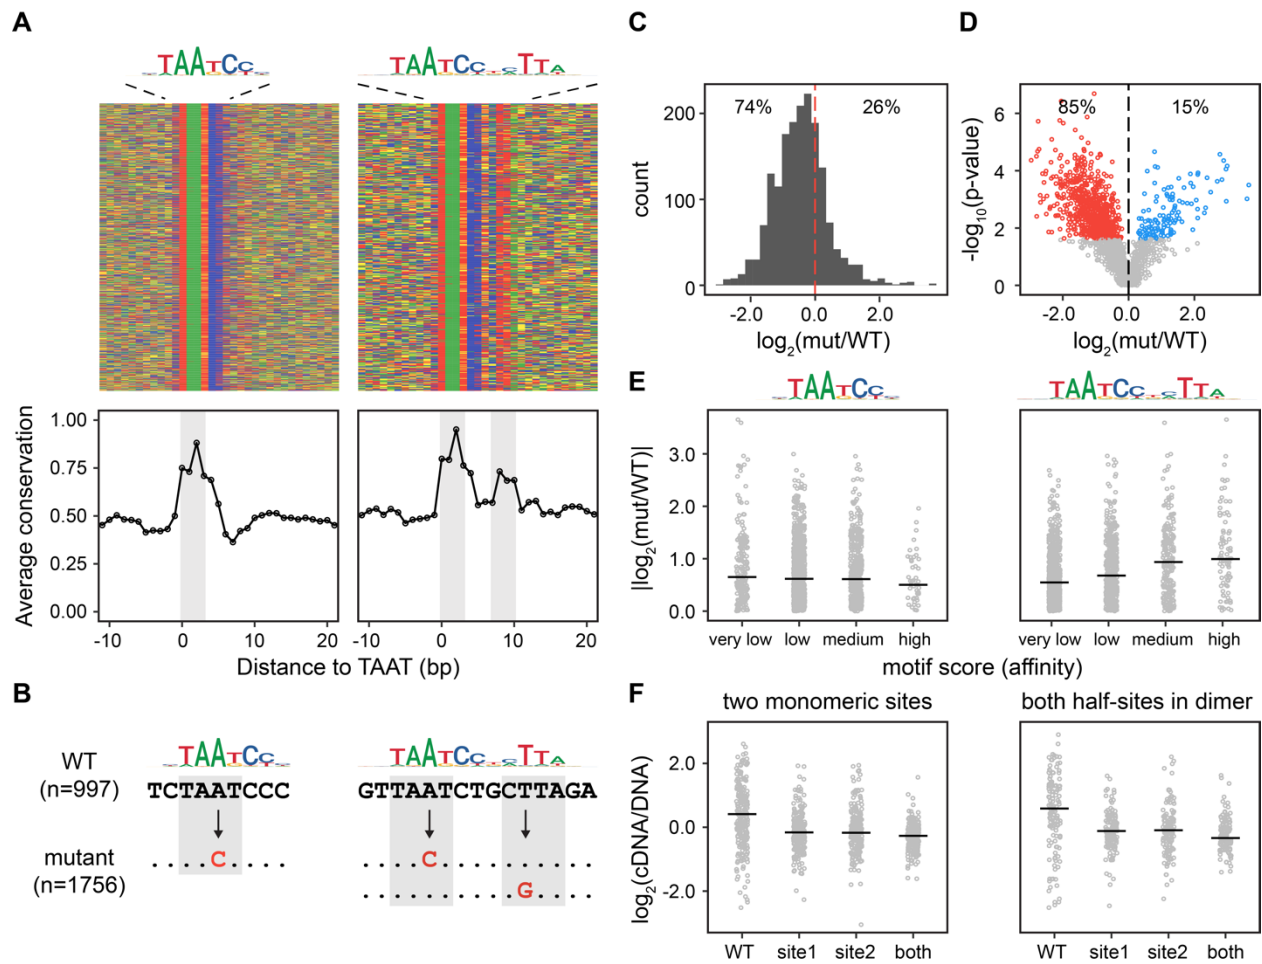 A
TAATCC
TAATCC TTA
1.00
0.75
0.50
0.25
0.00
Average conservation
-10 0 10 20
-10 0 10 20
Distance to TAAT (bp)
B
WT
(n=997)
TAATCC
TCTAATCCC
TAATCC TTA
GTTAATCTGCTTAGA
mutant
(n=1756)
. . . . C . . . .
. . . . C . . . . . . . . . .
. . . . . . . . . . G . . . .
C
74% 26%
200
100
0
count
-2.0 0.0 2.0
log2(mut/WT)
D
85% 15%
6
4
2
0
-log10(p-value)
-2.0 0.0 2.0
log2(mut/WT)
E
TAATCC
TAATCC TTA
3.0
2.0
1.0
0.0
|log2(mut/WT)|
very low low medium high
very low low medium high
motif score (affinity)
F
two monomeric sites
both half-sites in dimer
2.0
0.0
-2.0
log2(cDNA/DNA)
WT site1 site2 both
WT site1 site2 both